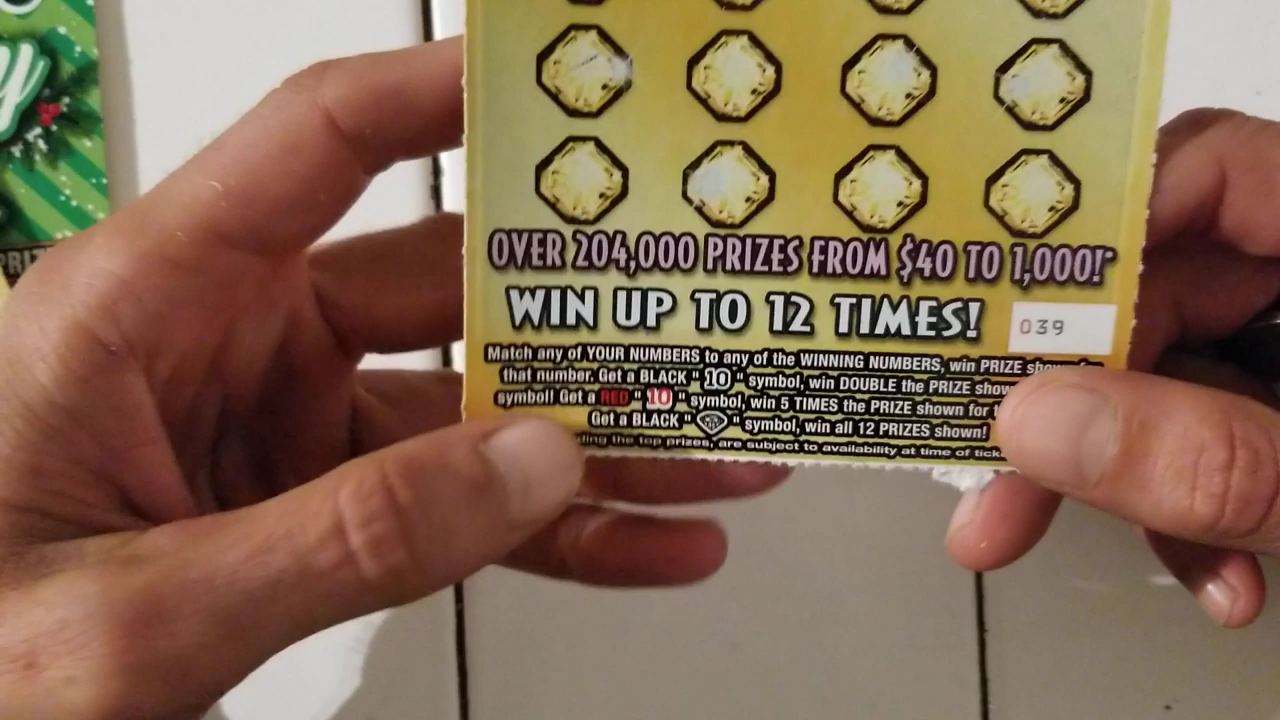 y
PRIZ
OVER 204,000 PRIZES FROM $40 TO 1,000!*
WIN UP TO 12 TIMES!
039
Match any of YOUR NUMBERS to any of the WINNING NUMBERS, win PRIZE
that number. Get a BLACK "10" symbol, win DOUBLE the PRIZE
symbol! Get a RED "10" symbol, win 5 TIMES the PRIZE shown for
Get a BLACK " " symbol, win all 12 PRIZES shown!
the top prizes, are subject to availability at time of